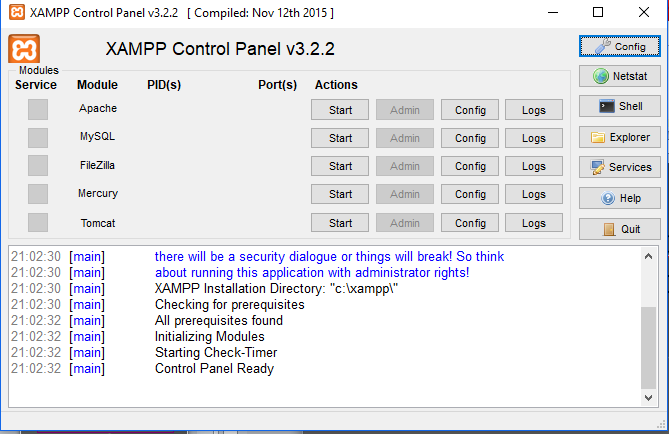 XAMPP Control Panel v3.2.2 [ Compiled: Nov 12th 2015 ]
XAMPP Control Panel v3.2.2
Config
Modules
Service Module PID(s) Port(s) Actions
Netstat
Apache Start Admin Config Logs
Shell
MySQL Start Admin Config Logs
Explorer
FileZilla Start Admin Config Logs
Services
Mercury Start Admin Config Logs
Help
Tomcat Start Admin Config Logs
Quit
21:02:30 [main] there will be a security dialogue or things will break! So think
21:02:30 [main] about running this application with administrator rights!
21:02:30 [main] XAMPP Installation Directory: "c:\xampp\"
21:02:30 [main] Checking for prerequisites
21:02:32 [main] All prerequisites found
21:02:32 [main] Initializing Modules
21:02:32 [main] Starting Check-Timer
21:02:32 [main] Control Panel Ready